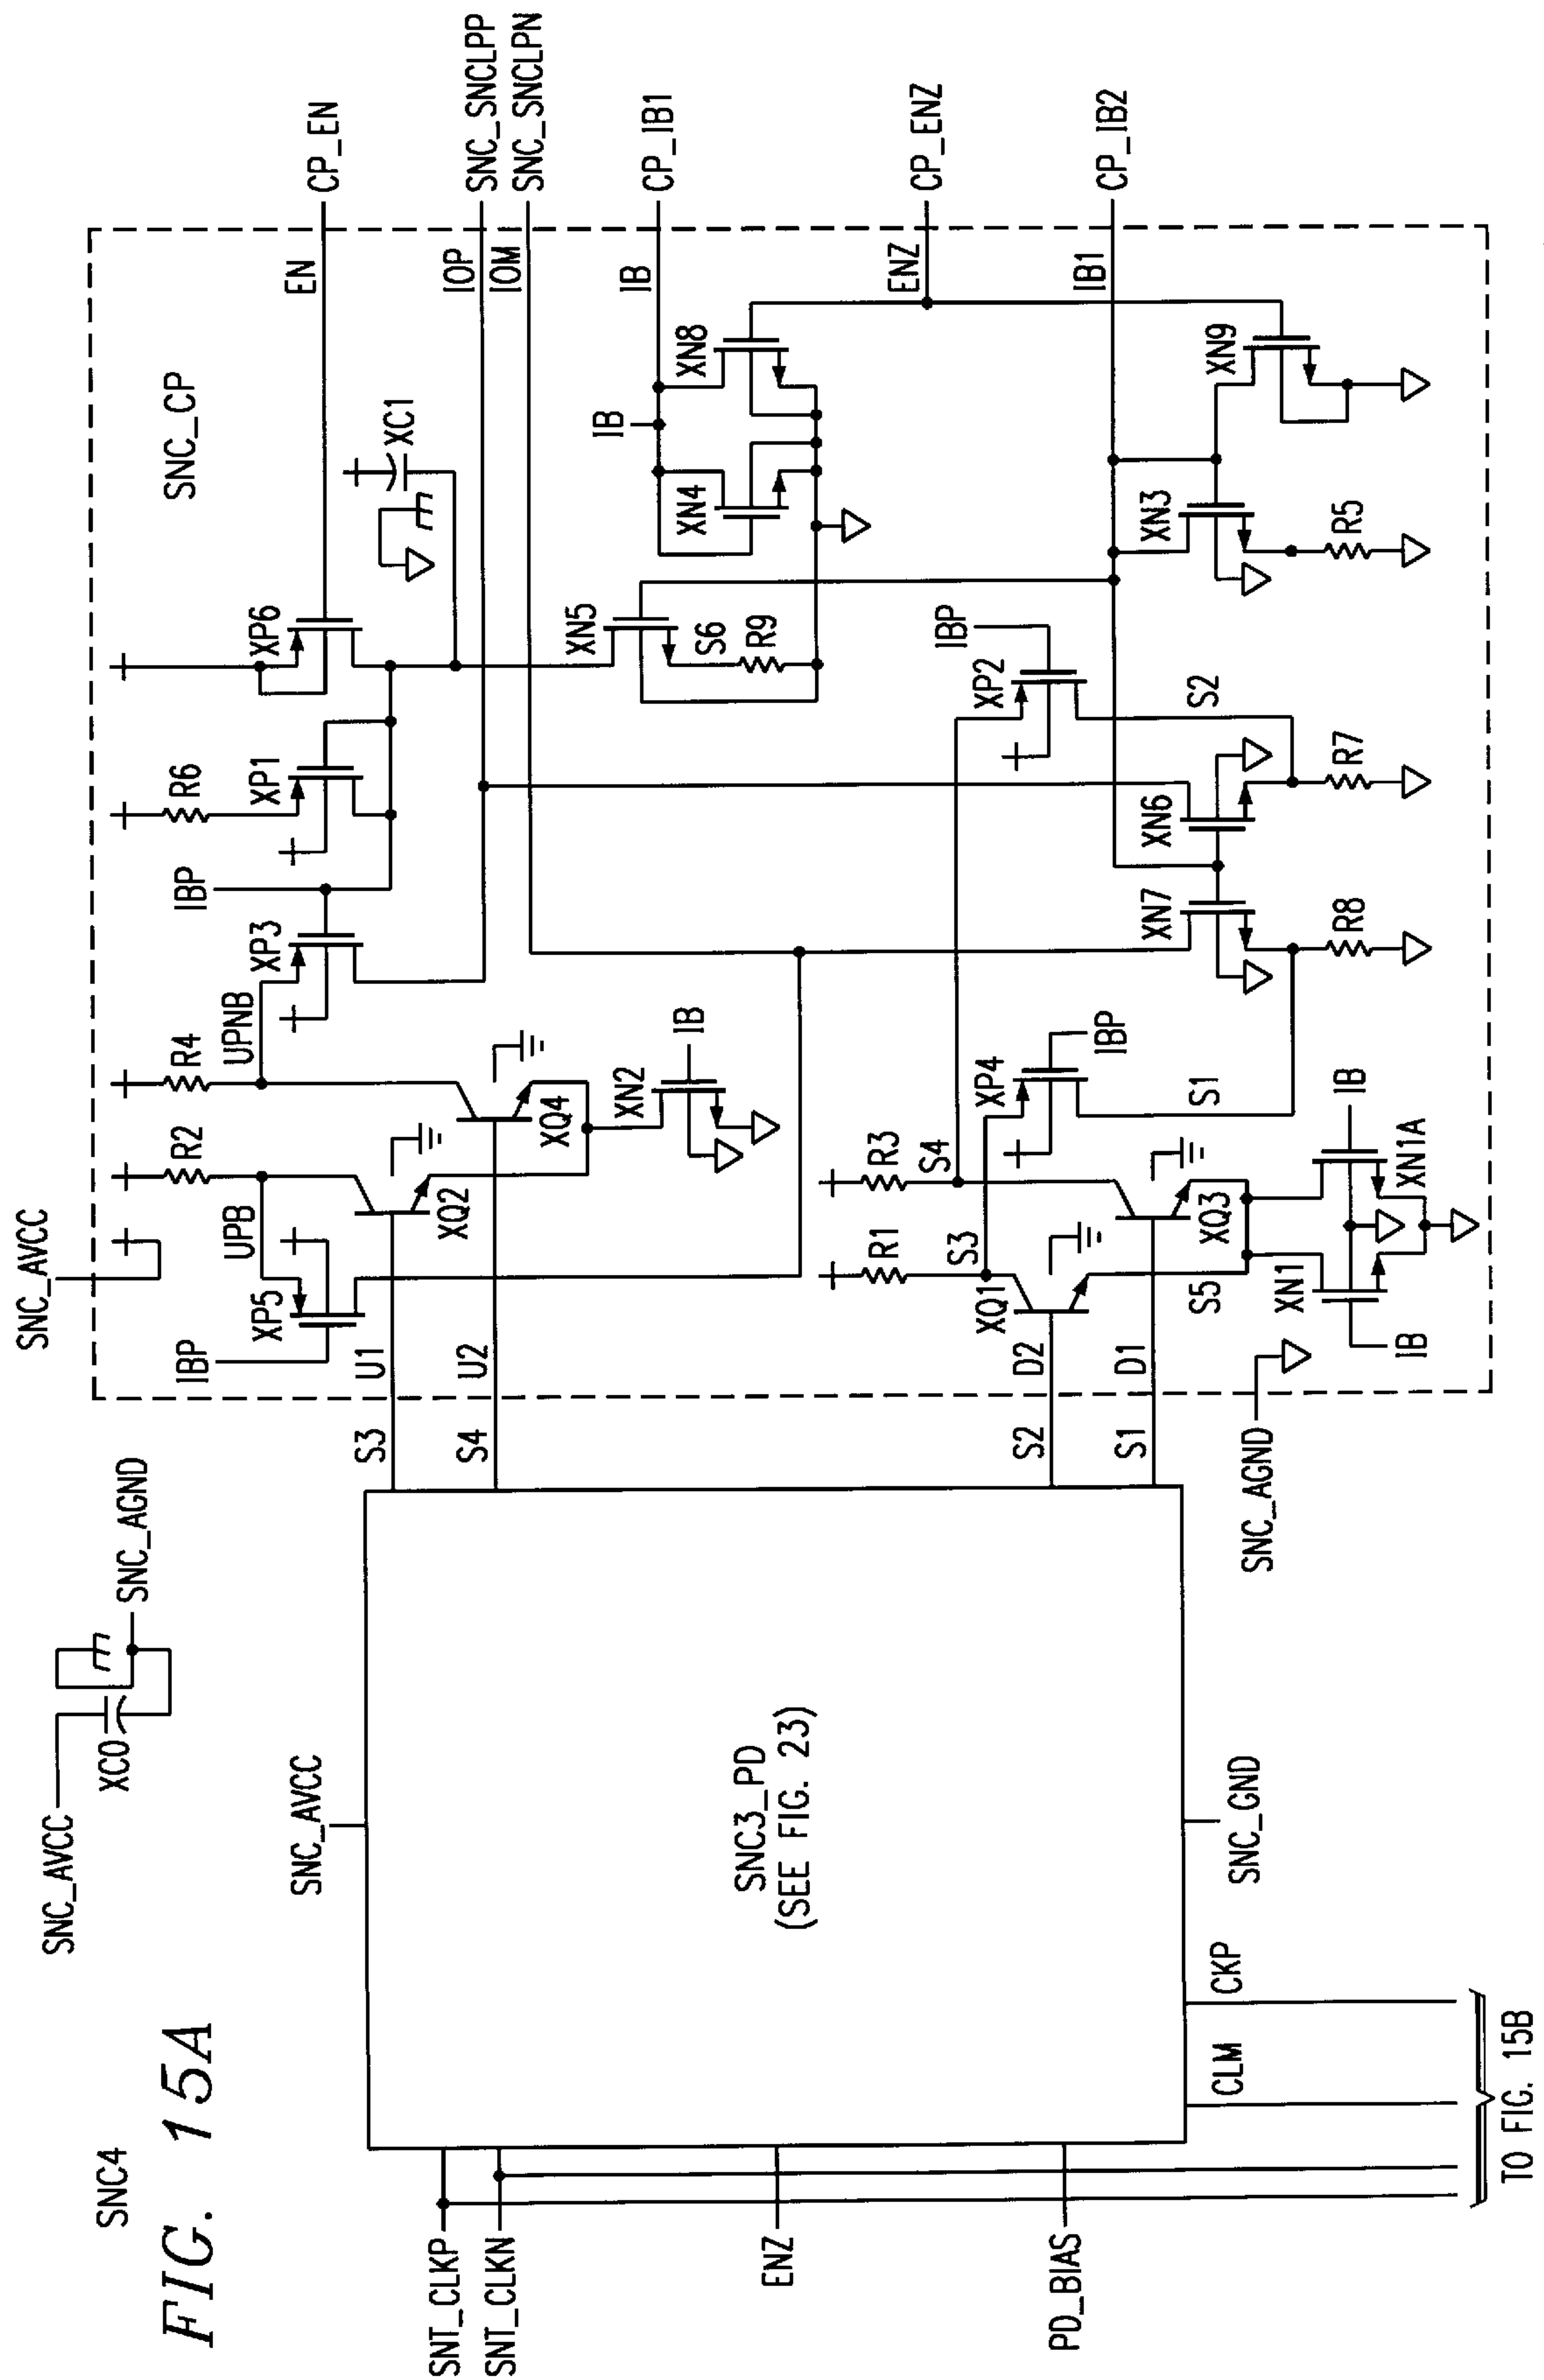 SNC4
FIG. 15A
SNC_AVCC
XC0
SNC_AGND
SNC_AVCC
SNC3_PD
(SEE FIG. 23)
SNC_GND
SNT_CLKP
SNT_CLKN
ENZ
PD_BIAS
CLM
CKP
TO FIG. 15B
S3
S4
S2
S1
SNC_AGND
SNC_AVCC
U1
U2
D2
D1
IBP
XP5
UPB
R2
R4
UPNB
XP3
IBP
R6
XP1
XP6
EN
CP_EN
SNC_CP
XC1
XQ2
XQ4
XN2
IB
IOP
SNC_SNCLPP
IOM
SNC_SNCLPN
XN5
S6
R9
XN4
IB
XN8
IB
CP_IB1
ENZ
CP_ENZ
IB1
CP_IB2
R1
S3
R3
S4
XQ1
XQ3
S5
XP4
IBP
S1
XN1
IB
XN1A
IB
XN7
R8
XN6
R7
S2
XP2
IBP
XN3
R5
XN9